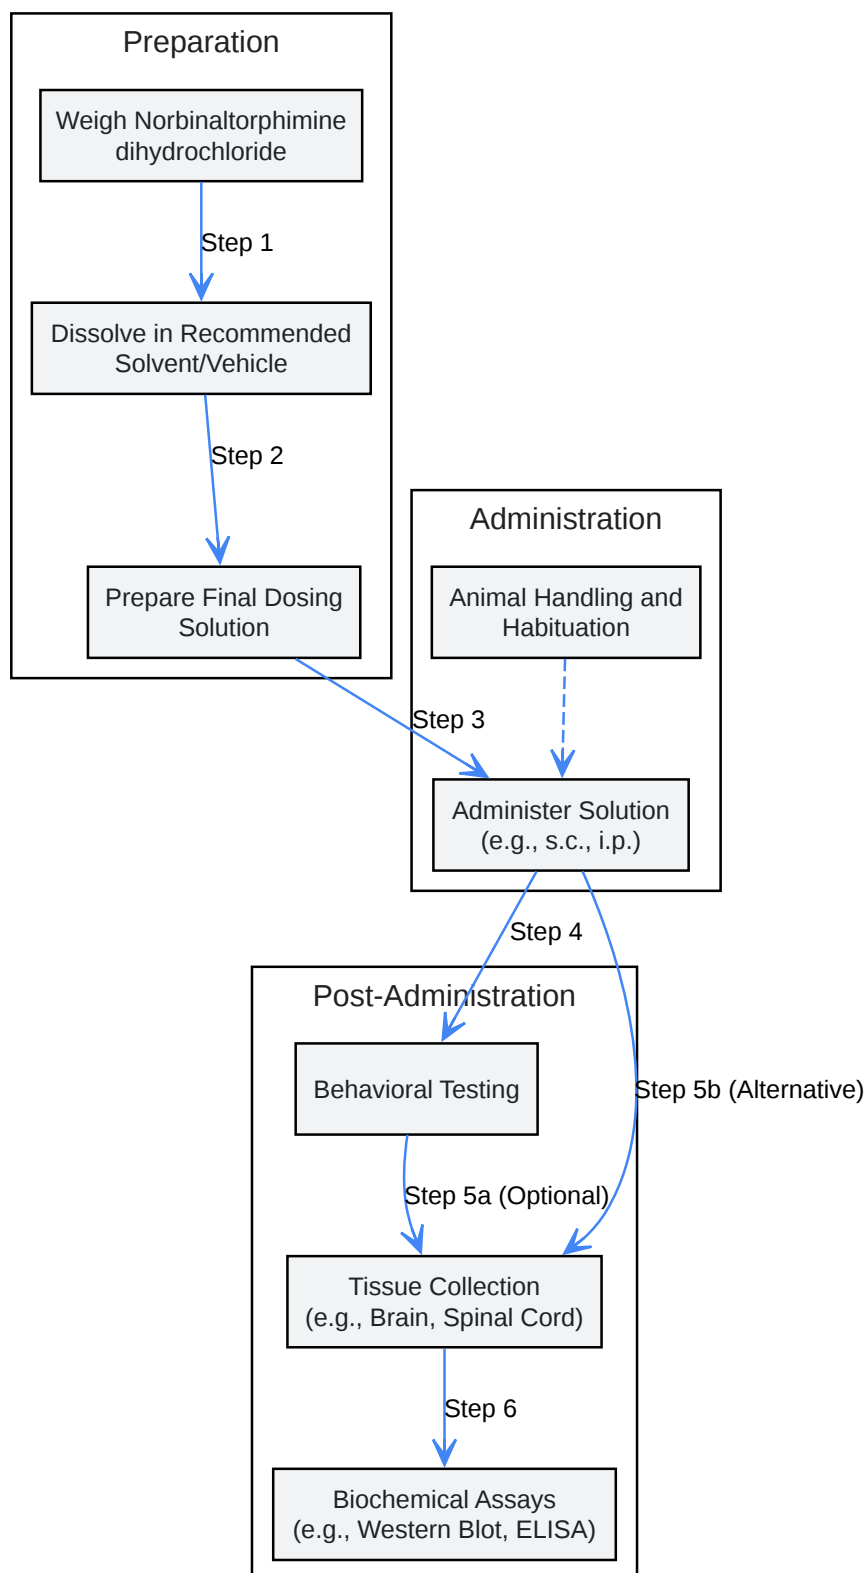 Preparation
Weigh Norbinaltorphimine
dihydrochloride
Step 1
Dissolve in Recommended
Solvent/Vehicle
Step 2
Prepare Final Dosing
Solution
Administration
Animal Handling and
Habituation
Step 3
Administer Solution
(e.g., s.c., i.p.)
Step 4
Post-Administration
Behavioral Testing
Step 5b (Alternative)
Step 5a (Optional)
Tissue Collection
(e.g., Brain, Spinal Cord)
Step 6
Biochemical Assays
(e.g., Western Blot, ELISA)